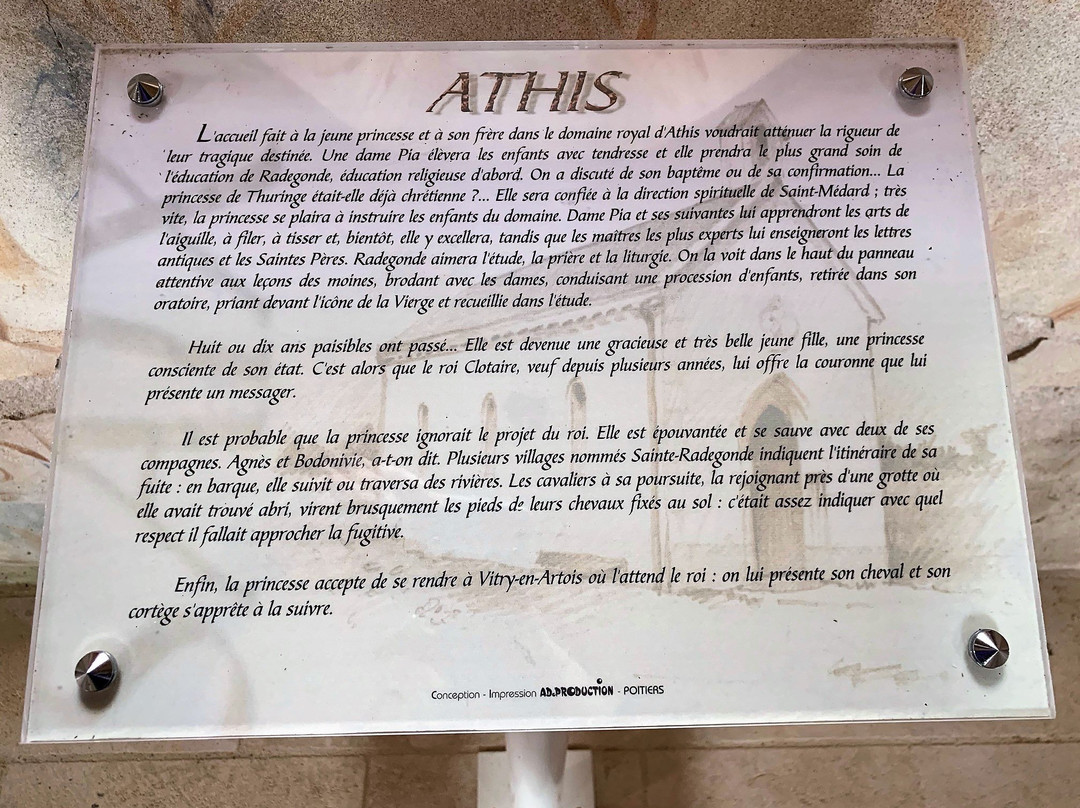 ATHIS
L'accueil fait à la jeune princesse et à son frère dans le domaine royal d'Athis voudrait atténuer la rigueur de
leur tragique destinée. Une dame Pia élèvera les enfants avec tendresse et elle prendra le plus grand soin de
l'éducation de Radegonde, éducation religieuse d'abord. On a discuté de son baptême ou de sa confirmation... La
princesse de Thuringe était-elle déjà chrétienne ?... Elle sera confiée à la direction spirituelle de Saint-Médard ; très
vite, la princesse se plaira à instruire les enfants du domaine. Dame Pia et ses suivantes lui apprendront les arts de
l'aiguille, à filer, à tisser et, bientôt, elle y excellera, tandis que les maîtres les plus experts lui enseigneront les lettres
antiques et les Saintes Pères. Radegonde aimera l'étude, la prière et la liturgie. On la voit dans le haut du panneau
attentive aux leçons des moines, brodant avec les dames, conduisant une procession d'enfants, retirée dans son
oratoire, priant devant l'icône de la Vierge et recueillie dans l'étude.
Huit ou dix ans paisibles ont passé... Elle est devenue une gracieuse et très belle jeune fille, une princesse
consciente de son état. C'est alors que le roi Clotaire, veuf depuis plusieurs années, lui offre la couronne que lui
présente un messager.
Il est probable que la princesse ignorait le projet du roi. Elle est épouvantée et se sauve avec deux de ses
compagnes. Agnès et Bodonivie, a-t-on dit. Plusieurs villages nommés Sainte-Radegonde indiquent l'itinéraire de sa
fuite : en barque, elle suivit ou traversa des rivières. Les cavaliers à sa poursuite, la rejoignant près d'une grotte où
elle avait trouvé abri, virent brusquement les pieds de leurs chevaux fixés au sol : c'était assez indiquer avec quel
respect il fallait approcher la fugitive.
Enfin, la princesse accepte de se rendre à Vitry-en-Artois où l'attend le roi : on lui présente son cheval et son
cortège s'apprête à la suivre.
Conception - Impression AD.PRODUCTION - POITIERS